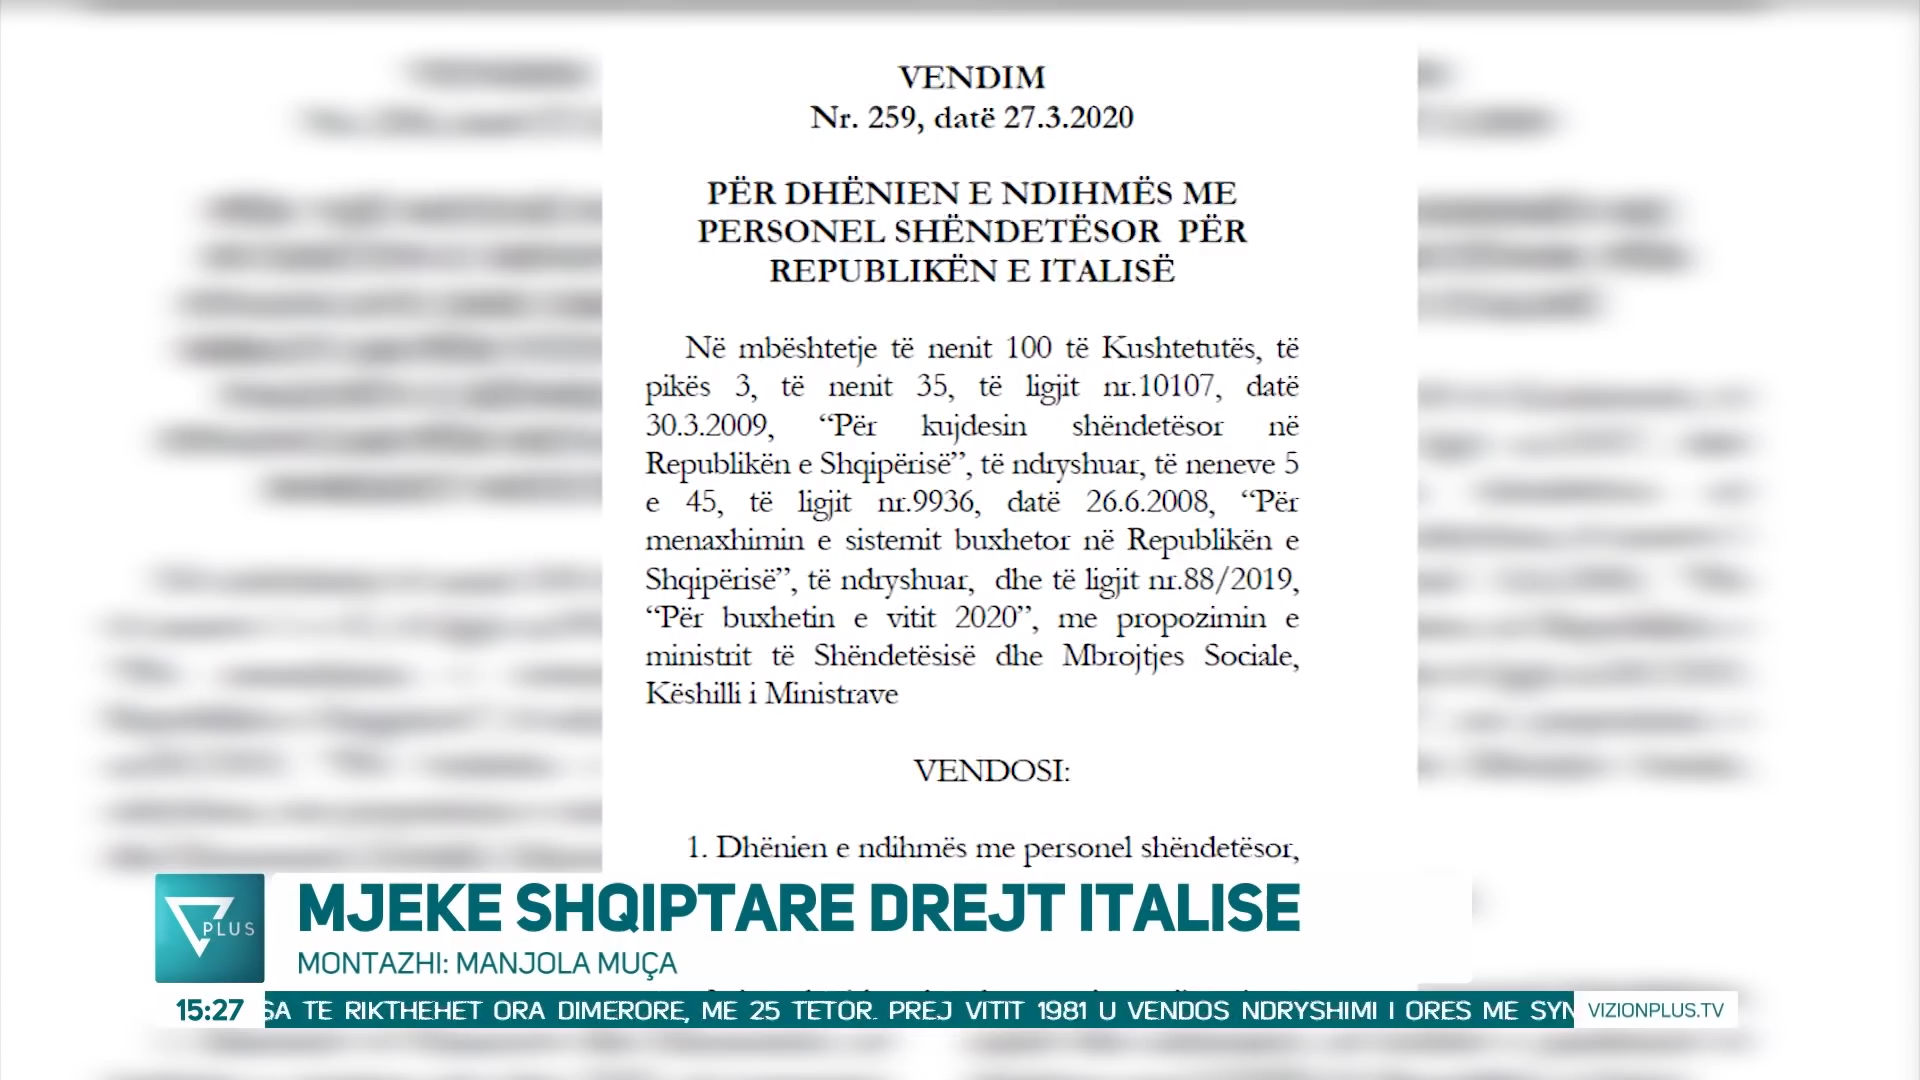 VENDIM
Nr. 259, datë 27.3.2020
PËR DHËNIEN E NDIHMËS ME
PERSONEL SHËNDETËSOR PËR
REPUBLIKËN E ITALISË
Në mbështetje të nenit 100 të Kushtetutës, të
pikës 3, të nenit 35, të ligjit nr.10107, datë
30.3.2009, “Për kujdesin shëndetësor në
Republikën e Shqipërisë”, të ndryshuar, të neneve 5
e 45, të ligjit nr.9936, datë 26.6.2008, “Për
menaxhimin e sistemit buxhetor në Republikën e
Shqipërisë”, të ndryshuar, dhe të ligjit nr.88/2019,
“Për buxhetin e vitit 2020”, me propozimin e
ministrit të Shëndetësisë dhe Mbrojtjes Sociale,
Këshilli i Ministrave
VENDOSI:
1. Dhënien e ndihmës me personel shëndetësor,
PLUS
MJEKE SHQIPTARE DREJT ITALISE
MONTAZHI: MANJOLA MUÇA
15:27
SA TE RIKTHEHET ORA DIMERORE, ME 25 TETOR. PREJ VITIT 1981 U VENDOS NDRYSHIMI I ORES ME SYN
VIZIONPLUS.TV